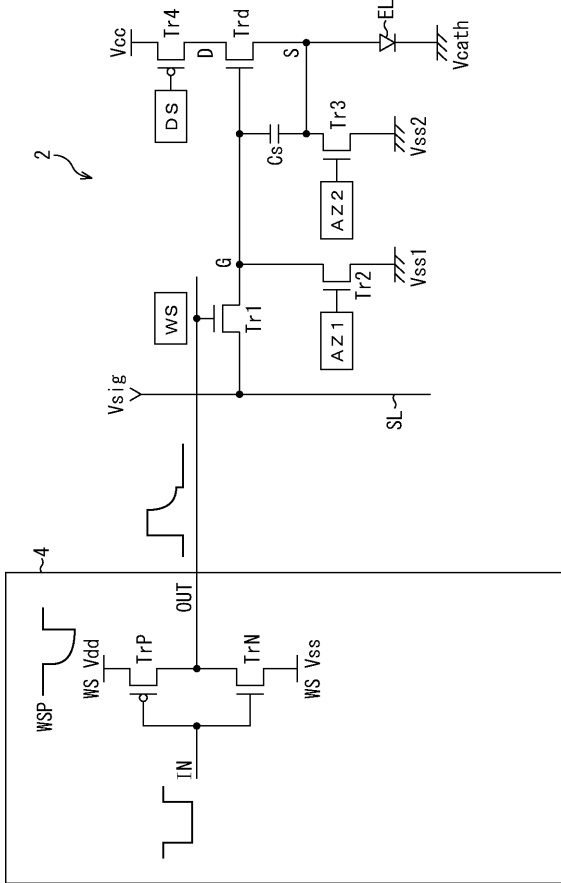 4
WSP
WS Vdd
TrP
IN
OUT
TrN
WS Vss
2
Vsig
SL
WS
Tr1
G
AZ1
Tr2
Vss1
Cs
AZ2
Tr3
Vss2
Vcc
Tr4
DS
D
Trd
S
EL
Vcath